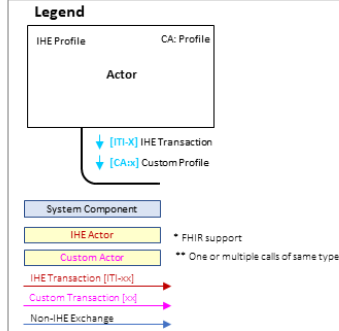 Legend
IHE Profile CA: Profile
Actor
[ITI-X] IHE Transaction
[CA:x] Custom Profile
System Component
IHE Actor * FHIR support
Custom Actor ** One or multiple calls of same type
IHE Transaction [ITI-xx]
Custom Transaction [xx]
Non-IHE Exchange